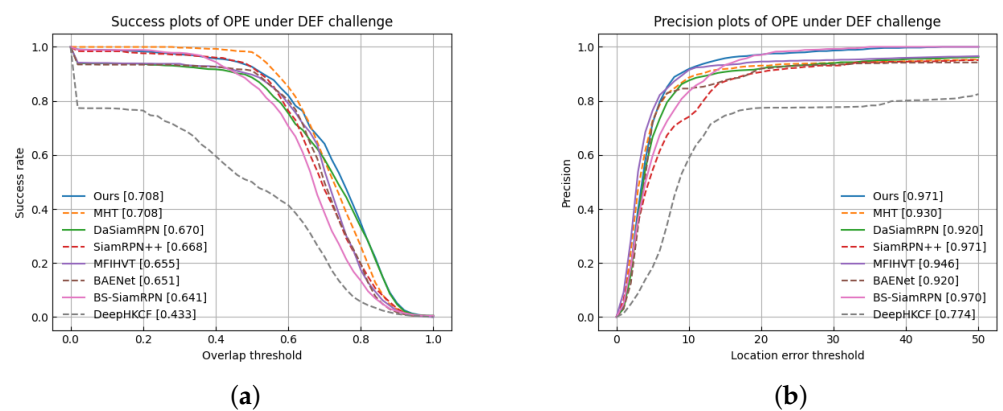 Success plots of OPE under DEF challenge
1.0
0.8
0.6
0.4
0.2
0.0
Success rate
Ours [0.708]
MHT [0.708]
DaSiamRPN [0.670]
SiamRPN++ [0.668]
MFIHVT [0.655]
BAENet [0.651]
BS-SiamRPN [0.641]
DeepHKCF [0.433]
0.0 0.2 0.4 0.6 0.8 1.0
Overlap threshold
(a)
Precision plots of OPE under DEF challenge
1.0
0.8
0.6
0.4
0.2
0.0
Precision
Ours [0.971]
MHT [0.930]
DaSiamRPN [0.920]
SiamRPN++ [0.971]
MFIHVT [0.946]
BAENet [0.920]
BS-SiamRPN [0.970]
DeepHKCF [0.774]
0 10 20 30 40 50
Location error threshold
(b)